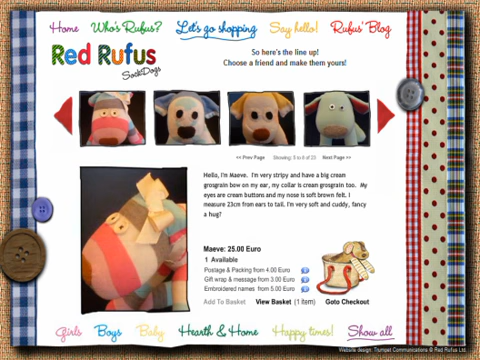 Home Who's Rufus? Let's go shopping Say hello! Rufus' Blog
Red Rufus
SockDogs
So here's the line up!
Choose a friend and make them yours!
<< Prev Page Showing: 5 to 8 of 23 Next Page >>
Hello, I'm Maeve. I'm very stripy and have a big cream
grosgrain bow on my ear, my collar is cream grosgrain too. My
eyes are cream buttons and my nose is soft brown felt. I
measure 23cm from ears to tail. I'm very soft and cuddly, fancy
a hug?
Maeve: 25.00 Euro
1 Available
Postage & Packing from 4.00 Euro
Gift wrap & message from 3.00 Euro
Embroidered names from 5.00 Euro
Add To Basket View Basket (1 item) Goto Checkout
Girls Boys Baby Hearth & Home Happy times! Show all
Website design: Trumpet Communications © Red Rufus Ltd